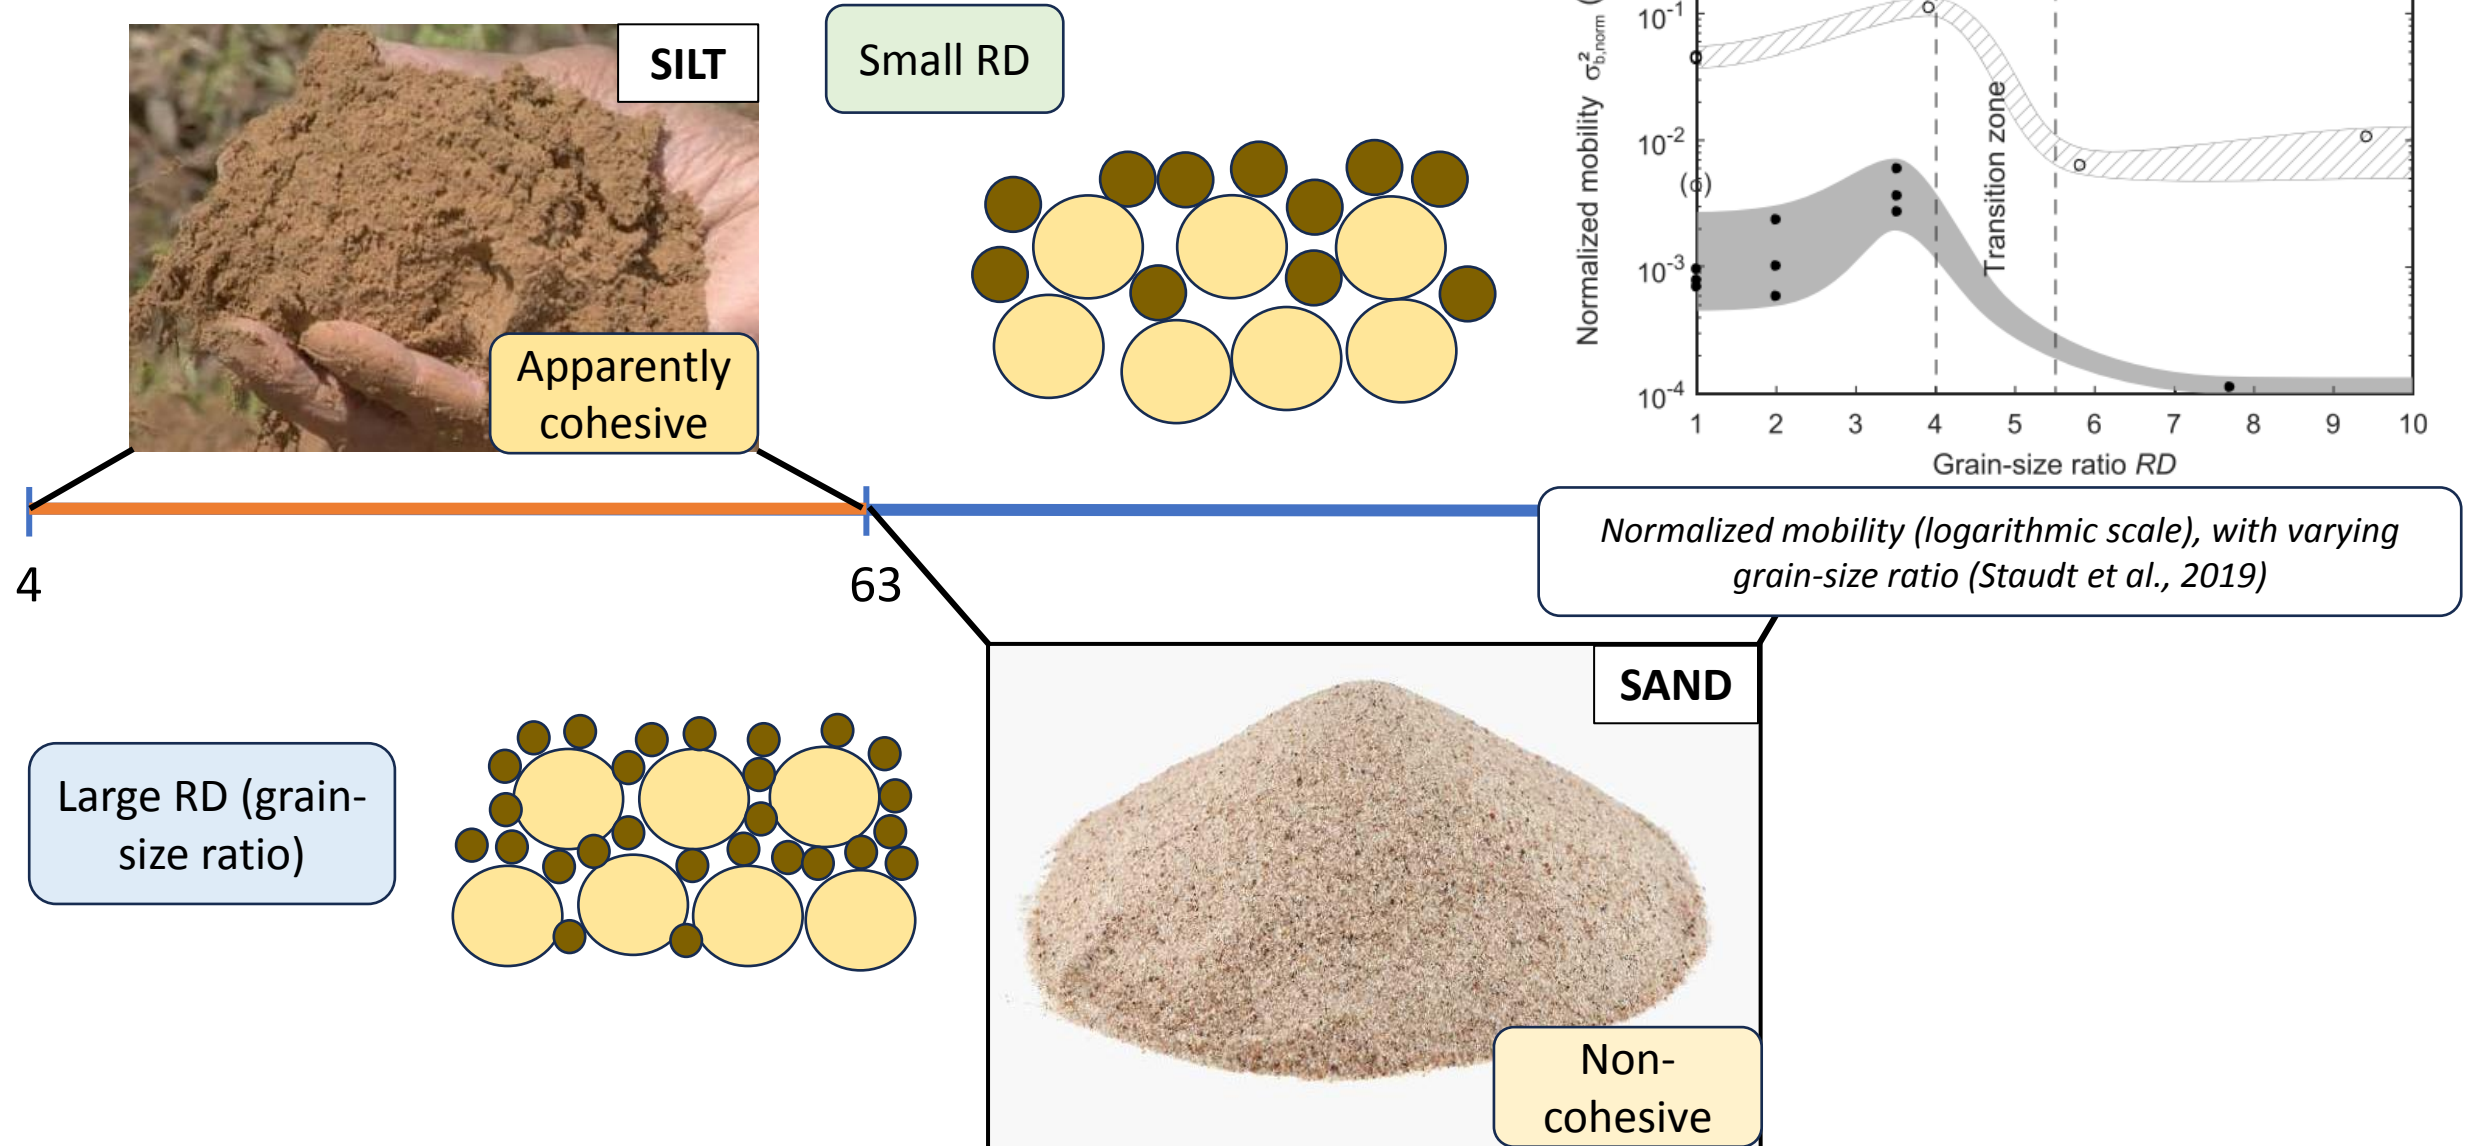 SILT
Apparently
cohesive
Small RD
Normalized mobility σ²b,norm (
10-1
10-2
10-3
10-4
(o)
Transition zone
1 2 3 4 5 6 7 8 9 10
Grain-size ratio RD
Normalized mobility (logarithmic scale), with varying
grain-size ratio (Staudt et al., 2019)
4
63
Large RD (grain-
size ratio)
SAND
Non-
cohesive